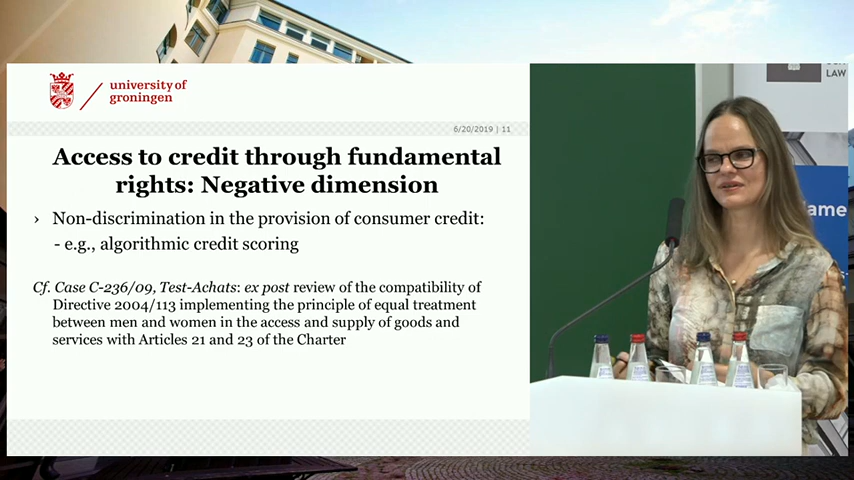 university of
groningen
6/20/2019 | 11
Access to credit through fundamental
rights: Negative dimension
› Non-discrimination in the provision of consumer credit:
- e.g., algorithmic credit scoring
Cf. Case C-236/09, Test-Achats: ex post review of the compatibility of
Directive 2004/113 implementing the principle of equal treatment
between men and women in the access and supply of goods and
services with Articles 21 and 23 of the Charter
LAW